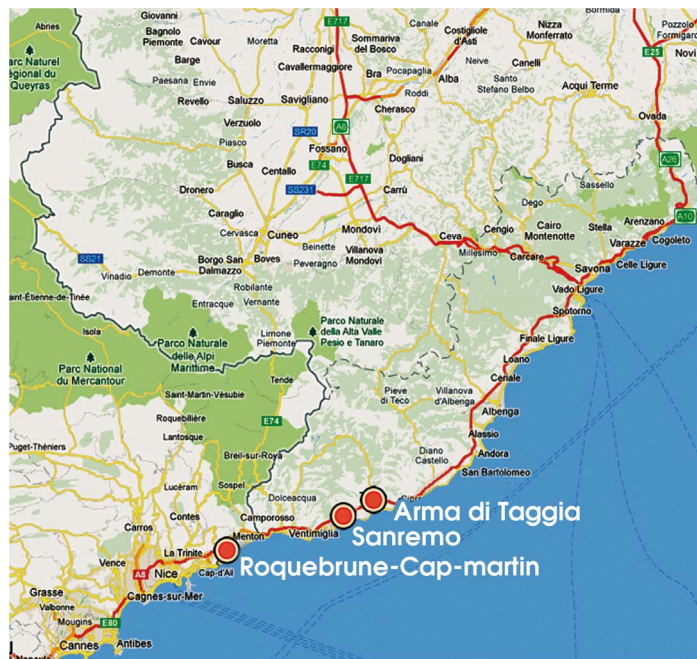 Abries
Parc Naturel
Régional du
Queyras
Giovanni
Bagnolo
Piemonte
Cavour
Moretta
Racconigi
Cavallermaggiore
E717
Sommariva
del Bosco
Canale
Costigliole
d'Asti
Nizza
Monferrato
Bormida
Pozzolo
Formigaro
E25
Novi
Barge
Paesana
Envie
Revello
Saluzzo
Savigliano
Bra
Pocapaglia
Roddi
Alba
Neive
Santo
Stefano Belbo
Canelli
Acqui Terme
Cherasco
Verzuolo
Piasco
Busca
SR20
Fossano
A6
Centallo
E74
E717
SS231
Dogliani
Carrù
Ovada
A26
Sassello
A10
Dronero
Caraglio
Cervasca
Cuneo
Mondovì
Beinette
Villanova
Mondovì
Ceva
Cengio
Millesimo
Dego
Cairo
Montenotte
Carcare
Stella
Arenzano
Varazze
Cogoleto
Celle Ligure
Savona
Vado Ligure
Spotorno
SS21
Vinadio
Demonte
Borgo San
Dalmazzo
Boves
Peveragno
Robilante
Vernante
Entracque
Saint-Étienne-de-Tinée
Isola
Parco Naturale
delle Alpi
Marittime
Limone
Piemonte
Parco Naturale
della Alta Valle
Pesio e Tanaro
Finale Ligure
Loano
Ceriale
Parc National
du Mercantour
Tende
Saint-Martin-Vésubie
Roquebilière
Lantosque
E74
Breil-sur-Roya
Pieve
di Teco
Villanova
d'Albenga
Albenga
Alassio
Andora
San Bartolomeo
Diano
Castello
Puget-Théniers
Lucéram
Sospel
Dolceacqua
Camporosso
Contes
Carros
Menton
Ventimiglia
Arma di Taggia
Sanremo
Roquebrune-Cap-martin
La Trinite
Cap-d'Ail
Vence
A8
Nice
Grasse
Cagnes-sur-Mer
Valbonne
Mougins
E80
Cannes
Antibes